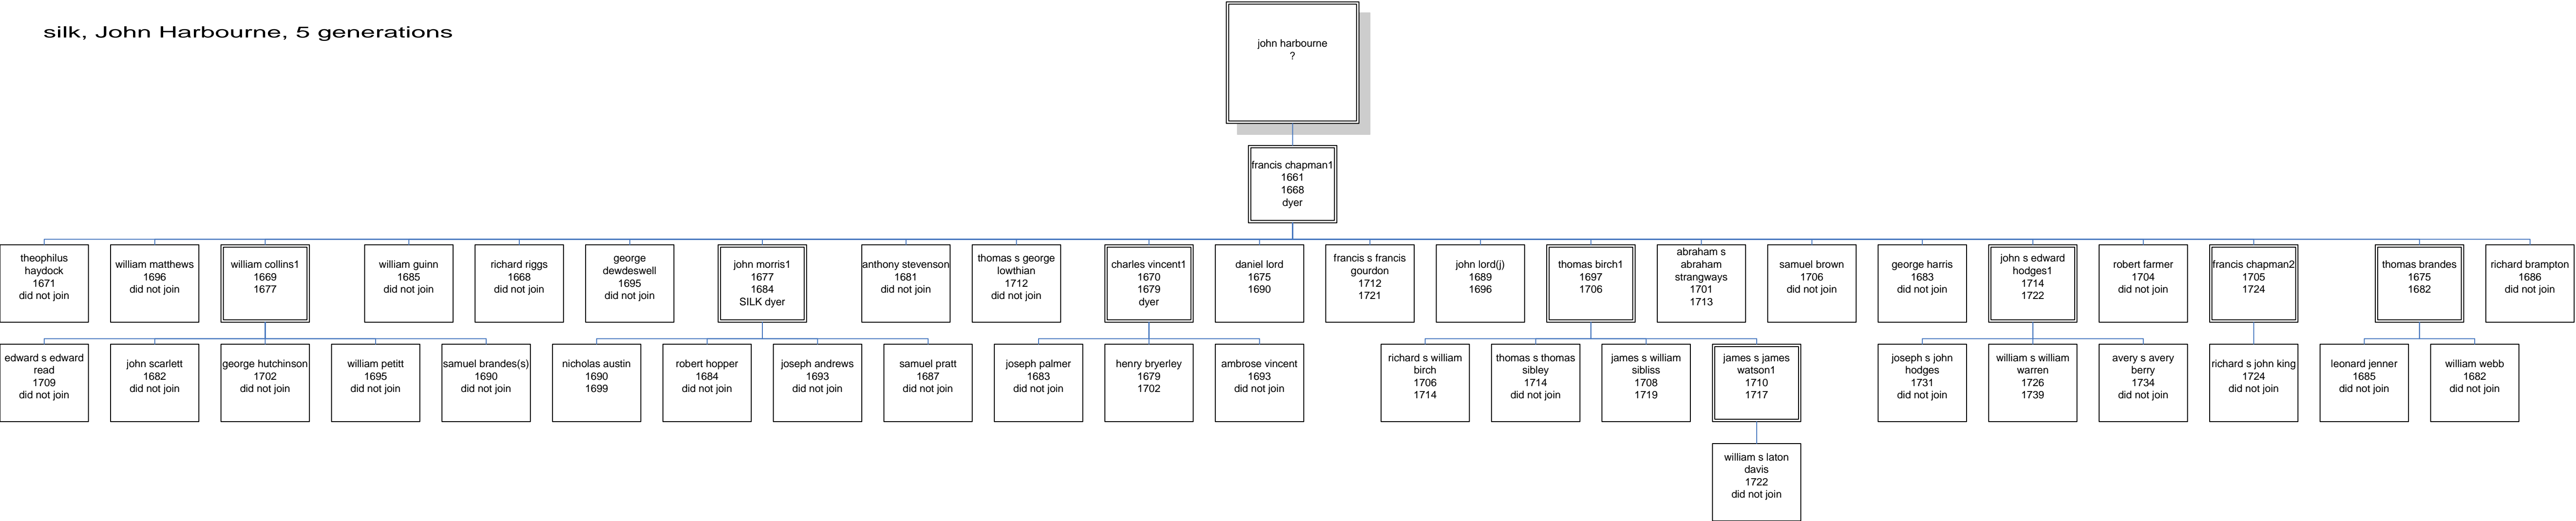 silk, John Harbourne, 5 generations
john harbourne
?
francis chapman1
1661
1668
dyer
theophilus
haydock
1671
did not join
william matthews
1696
did not join
william collins1
1669
1677
william guinn
1685
did not join
richard riggs
1668
did not join
george
dewdeswell
1695
did not join
john morris1
1677
1684
SILK dyer
anthony stevenson
1681
did not join
thomas s george
lowthian
1712
did not join
charles vincent1
1670
1679
dyer
daniel lord
1675
1690
francis s francis
gourdon
1712
1721
john lord(j)
1689
1696
thomas birch1
1697
1706
abraham s
abraham
strangways
1701
1713
samuel brown
1706
did not join
george harris
1683
did not join
john s edward
hodges1
1714
1722
robert farmer
1704
did not join
francis chapman2
1705
1724
thomas brandes
1675
1682
richard brampton
1686
did not join
edward s edward
read
1709
did not join
john scarlett
1682
did not join
george hutchinson
1702
did not join
william petitt
1695
did not join
samuel brandes(s)
1690
did not join
nicholas austin
1690
1699
robert hopper
1684
did not join
joseph andrews
1693
did not join
samuel pratt
1687
did not join
joseph palmer
1683
did not join
henry bryerley
1679
1702
ambrose vincent
1693
did not join
richard s william
birch
1706
1714
thomas s thomas
sibley
1714
did not join
james s william
sibliss
1708
1719
james s james
watson1
1710
1717
joseph s john
hodges
1731
did not join
william s william
warren
1726
1739
avery s avery
berry
1734
did not join
richard s john king
1724
did not join
leonard jenner
1685
did not join
william webb
1682
did not join
william s laton
davis
1722
did not join